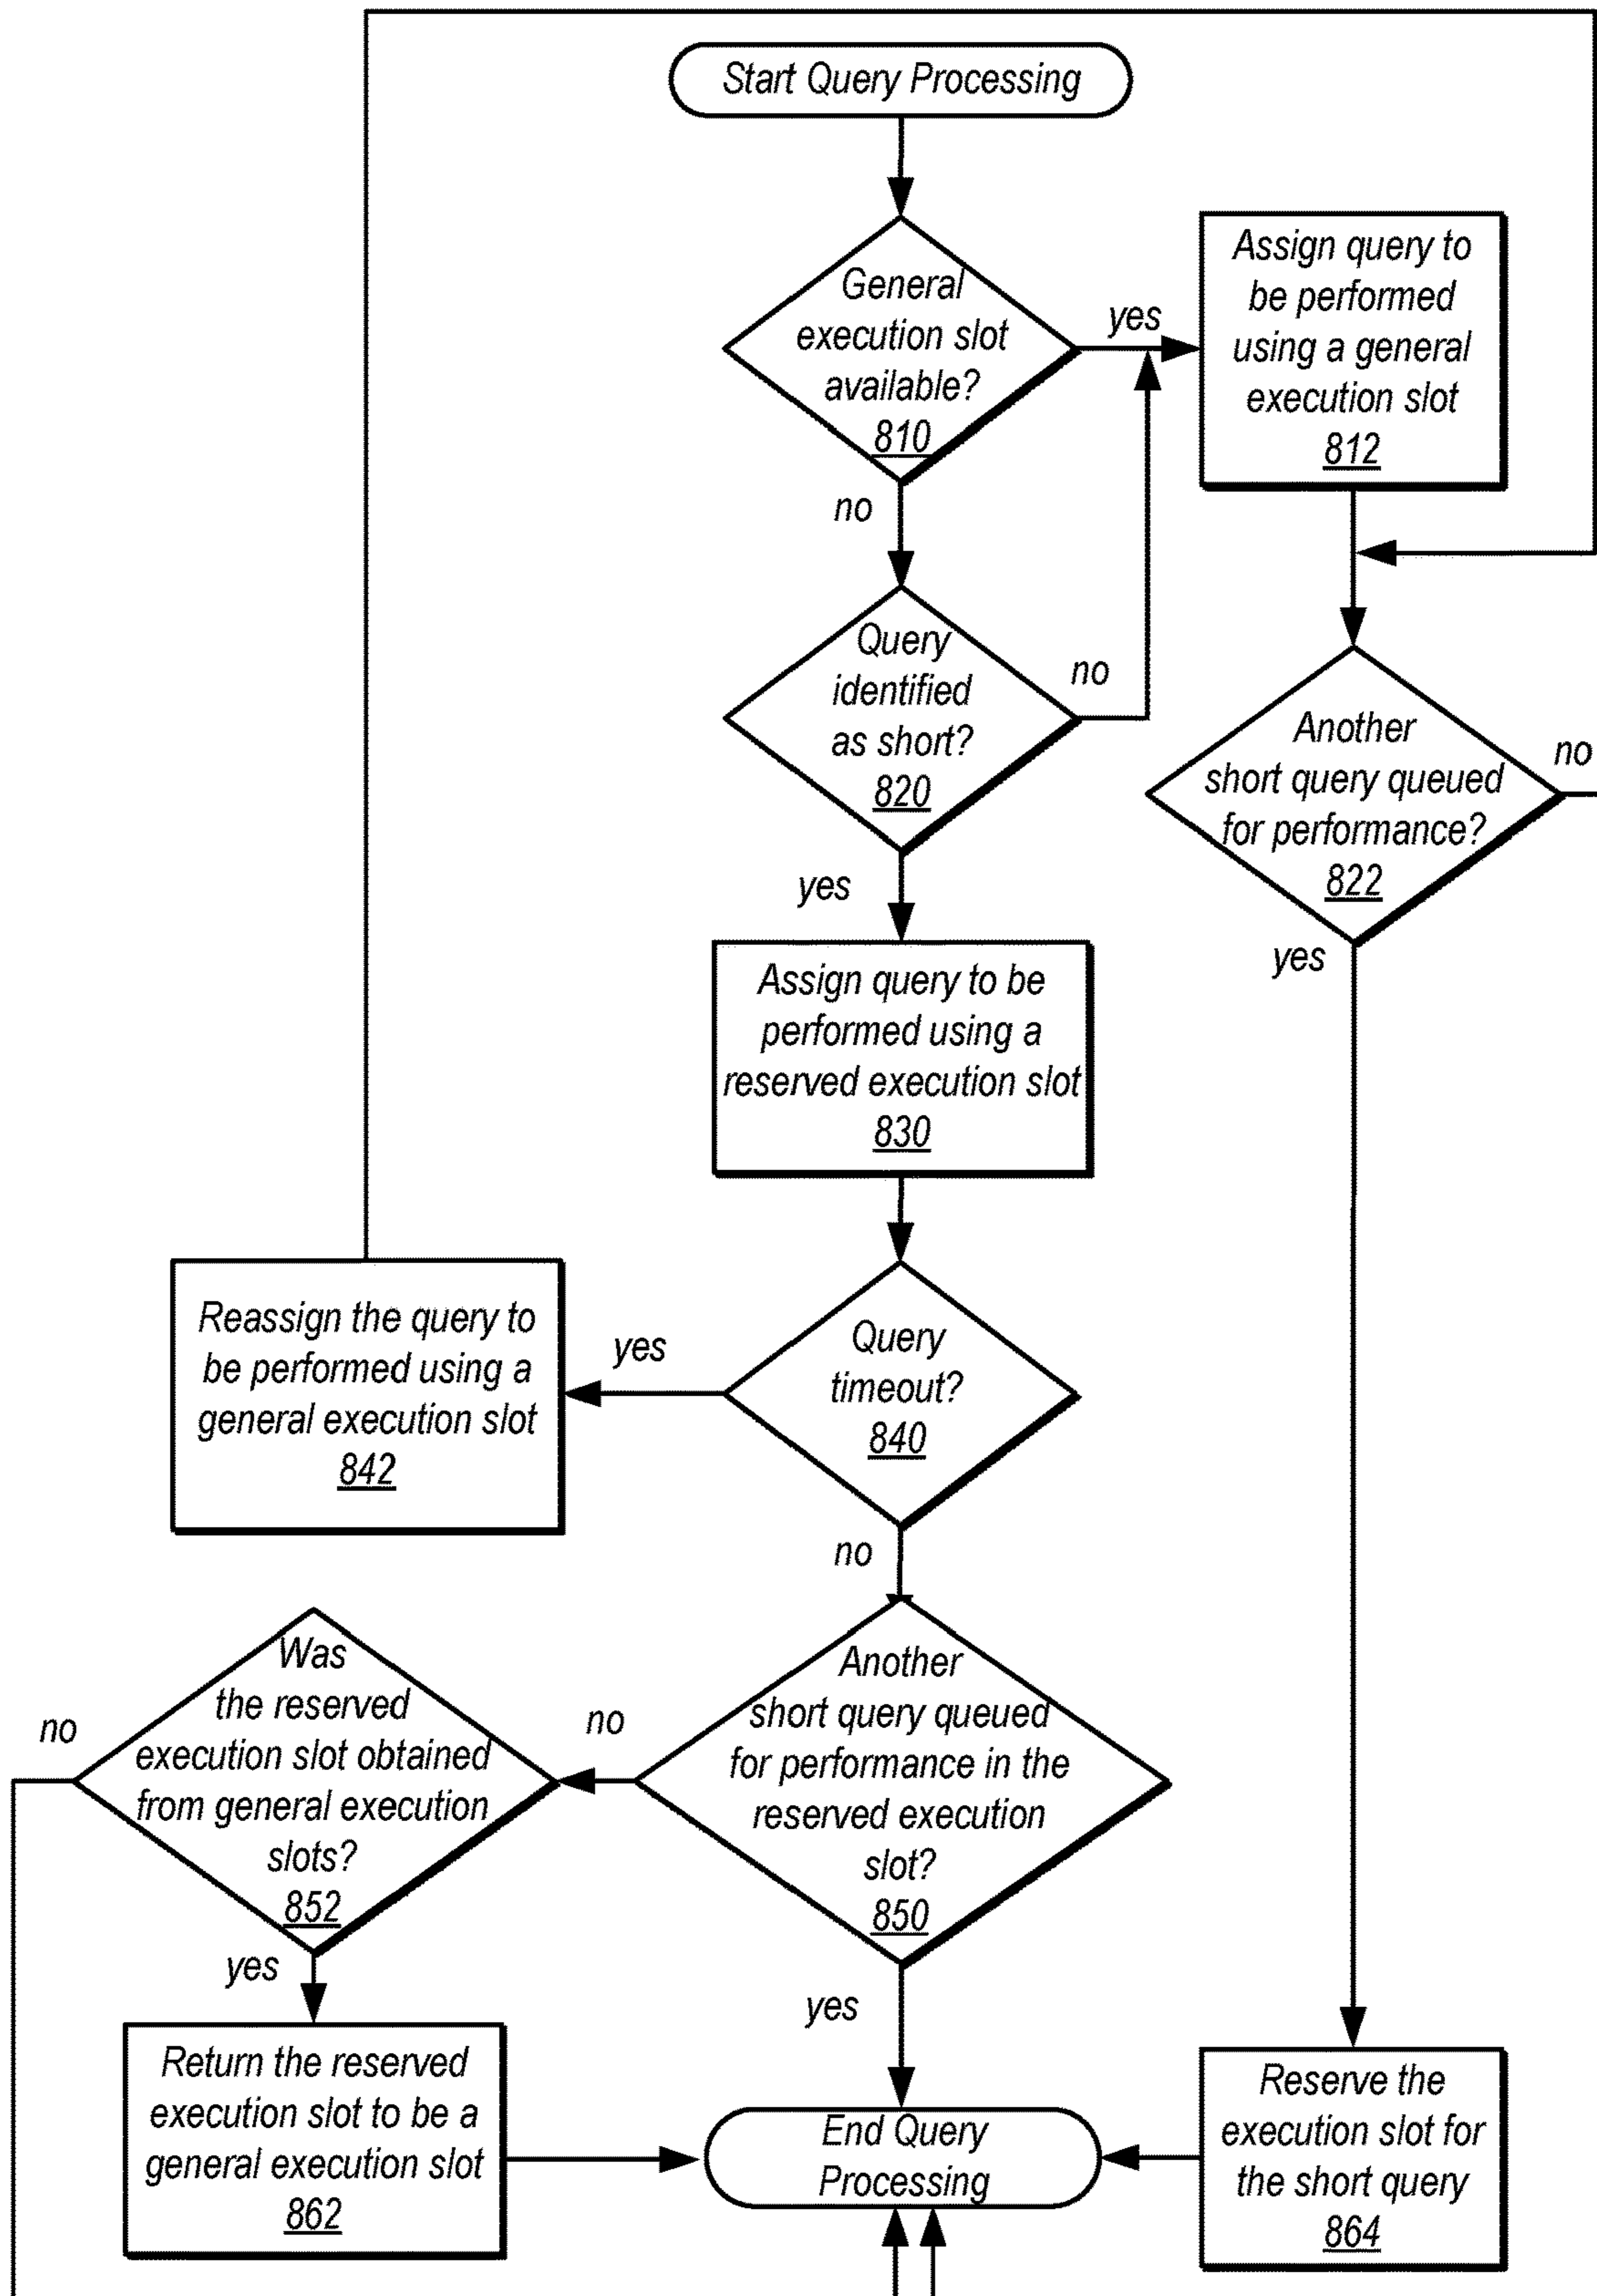 Start Query Processing
General
execution slot
available?
810
yes
no
Assign query to
be performed
using a general
execution slot
812
Query
identified
as short?
820
no
yes
Another
short query queued
for performance?
822
no
yes
Assign query to be
performed using a
reserved execution slot
830
Reassign the query to
be performed using a
general execution slot
842
yes
Query
timeout?
840
no
Was
the reserved
execution slot obtained
from general execution
slots?
852
no
yes
no
Another
short query queued
for performance in the
reserved execution
slot?
850
yes
Return the reserved
execution slot to be a
general execution slot
862
End Query
Processing
Reserve the
execution slot for
the short query
864